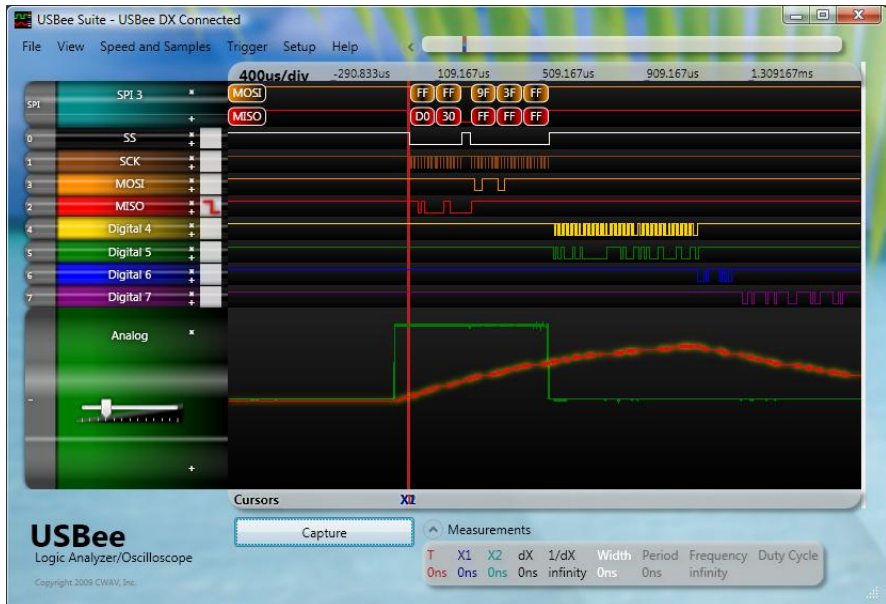 USBee Suite - USBee DX Connected
File View Speed and Samples Trigger Setup Help
400us/div -290.833us 109.167us 509.167us 909.167us 1.309167ms
SPI SPI 3 MOSI FF FF 9F 3F FF
MISO D0 30 FF FF FF
0 SS
1 SCK
3 MOSI
2 MISO
4 Digital 4
5 Digital 5
6 Digital 6
7 Digital 7
Analog
Cursors
USBee
Logic Analyzer/Oscilloscope
Copyright 2009 CWAV, Inc.
Capture
Measurements
T X1 X2 dX 1/dX Width Period Frequency Duty Cycle
0ns 0ns 0ns 0ns infinity 0ns 0ns infinity